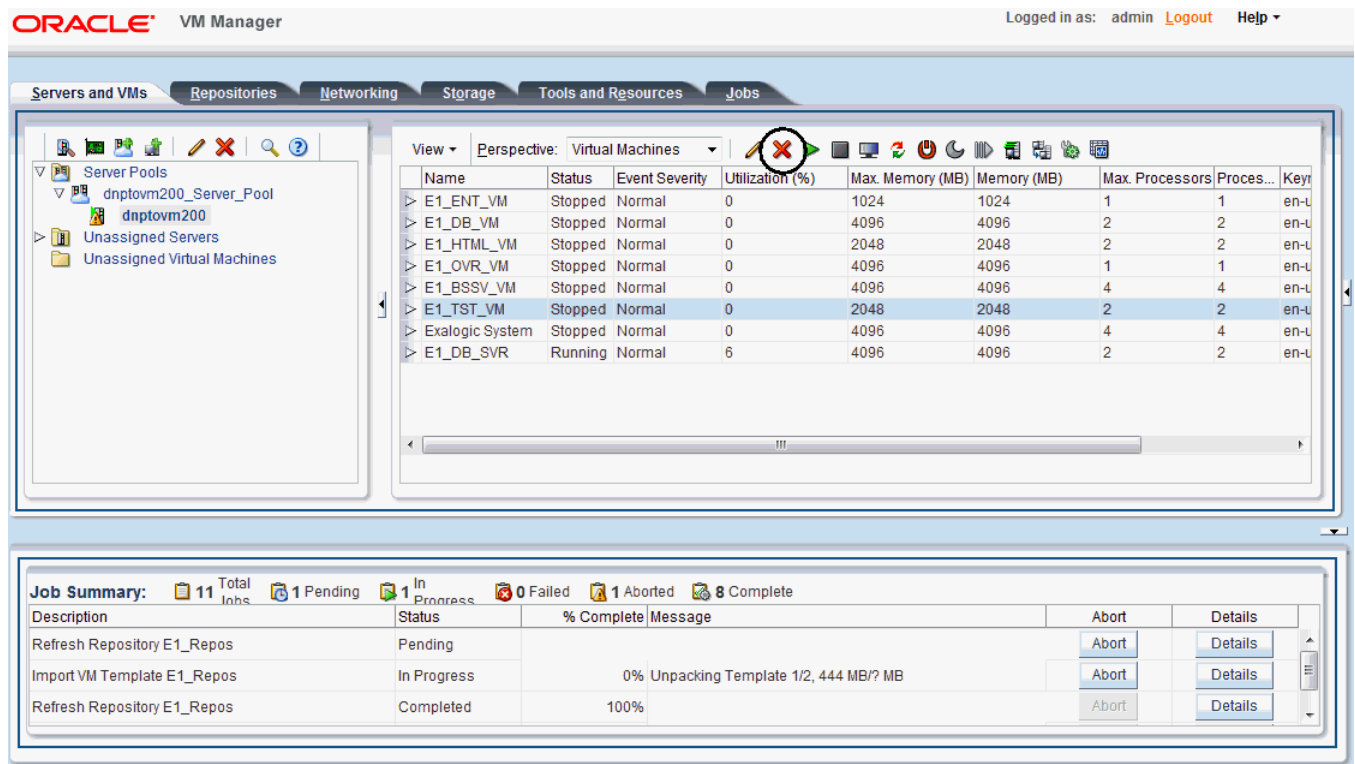 ORACLE VM Manager Logged in as: admin Logout Help
Servers and VMs Repositories Networking Storage Tools and Resources Jobs
View Perspective: Virtual Machines
Server Pools
dnptovm200_Server_Pool
dnptovm200
Unassigned Servers
Unassigned Virtual Machines
Name Status Event Severity Utilization (%) Max. Memory (MB) Memory (MB) Max. Processors Proces... Keyr
E1_ENT_VM Stopped Normal 0 1024 1024 1 1 en-u
E1_DB_VM Stopped Normal 0 4096 4096 2 2 en-u
E1_HTML_VM Stopped Normal 0 2048 2048 2 2 en-u
E1_OVR_VM Stopped Normal 0 4096 4096 1 1 en-u
E1_BSSV_VM Stopped Normal 0 4096 4096 4 4 en-u
E1_TST_VM Stopped Normal 0 2048 2048 2 2 en-u
Exalogic System Stopped Normal 0 4096 4096 4 4 en-u
E1_DB_SVR Running Normal 6 4096 4096 2 2 en-u
Job Summary: 11 Total Jobs 1 Pending 1 In Progress 0 Failed 1 Aborted 8 Complete
Description Status % Complete Message Abort Details
Refresh Repository E1_Repos Pending Abort Details
Import VM Template E1_Repos In Progress 0% Unpacking Template 1/2, 444 MB/? MB Abort Details
Refresh Repository E1_Repos Completed 100% Abort Details